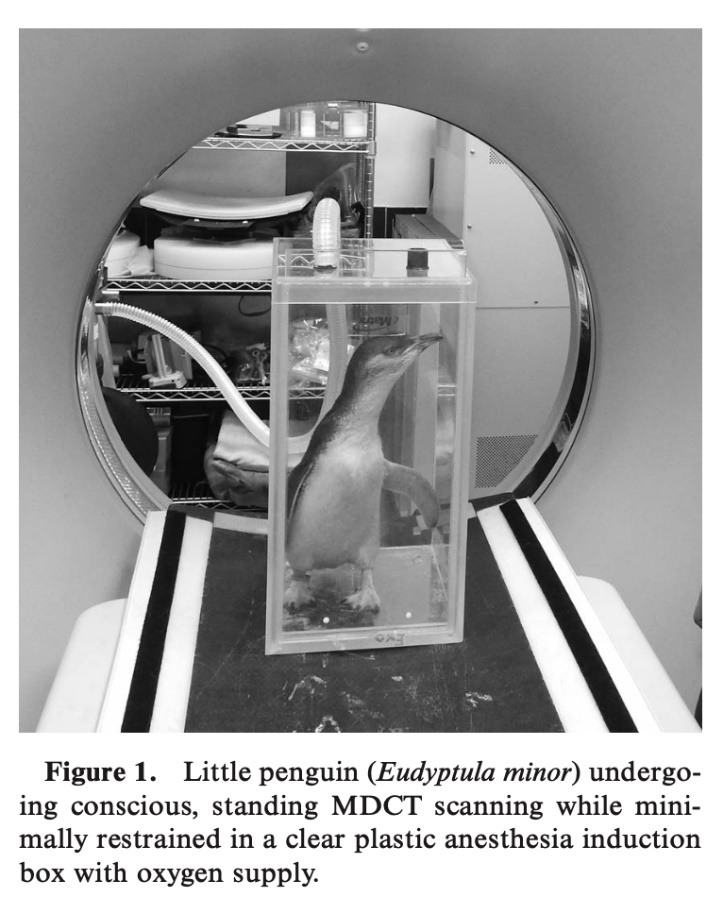 Figure 1. Little penguin (Eudyptula minor) undergo-
ing conscious, standing MDCT scanning while mini-
mally restrained in a clear plastic anesthesia induction
box with oxygen supply.